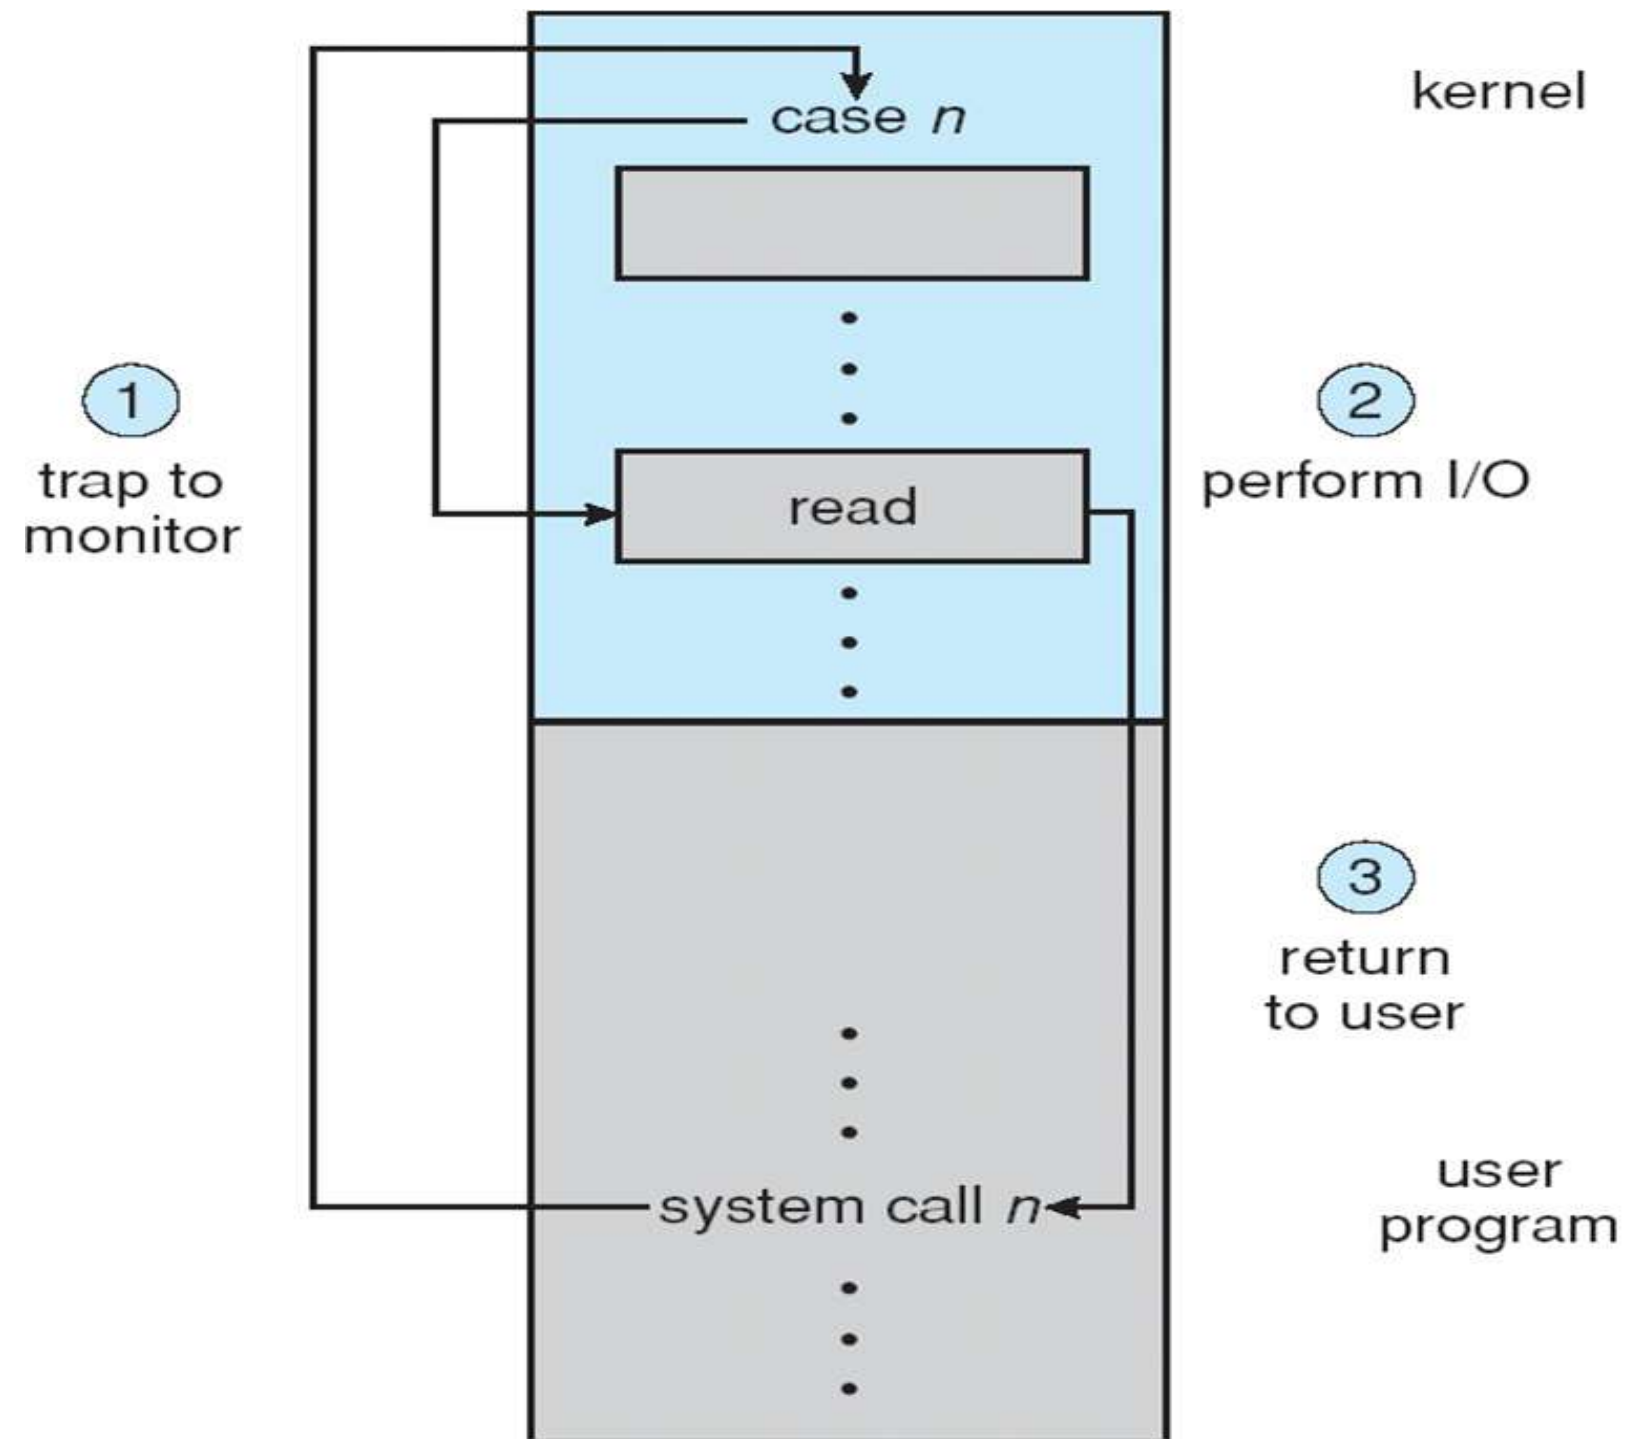 kernel
case n
1
trap to
monitor
2
perform I/O
read
3
return
to user
system call n
user
program